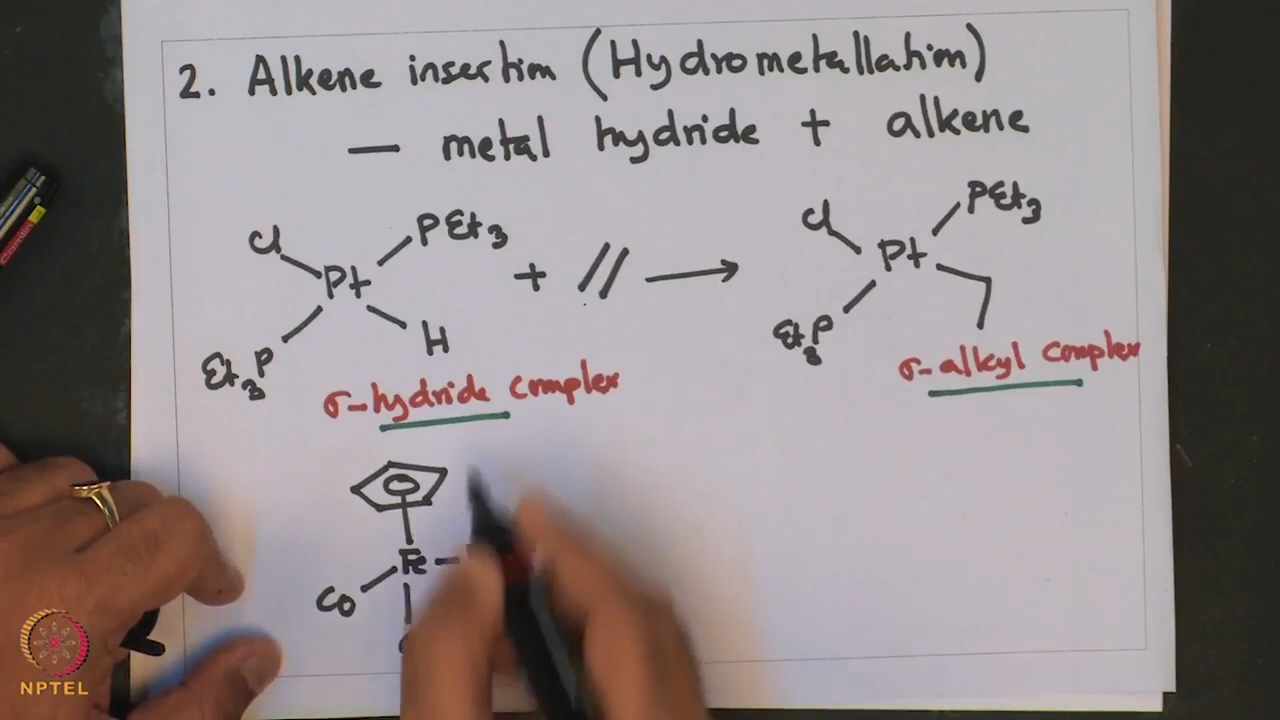 2. Alkene insertion (Hydrometallation)
— metal hydride + alkene
Cl PEt3 Pt H Et3P + // →
Cl PEt3 Pt Et3P
σ-hydride complex
σ-alkyl complex
Fe
CO
NPTEL